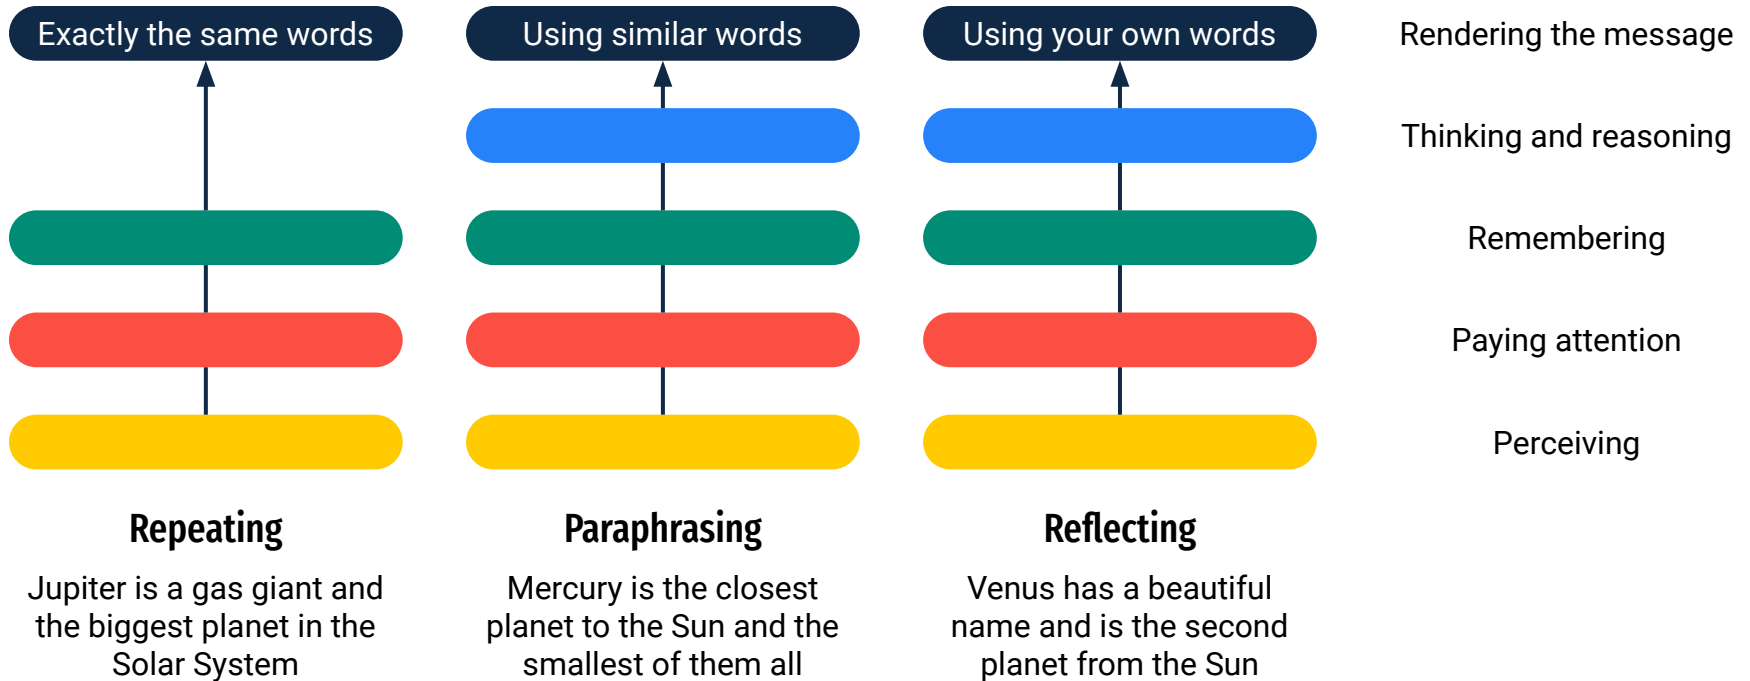 Exactly the same words
Using similar words
Using your own words
Rendering the message
Thinking and reasoning
Remembering
Paying attention
Perceiving
Repeating
Jupiter is a gas giant and
the biggest planet in the
Solar System
Paraphrasing
Mercury is the closest
planet to the Sun and the
smallest of them all
Reflecting
Venus has a beautiful
name and is the second
planet from the Sun